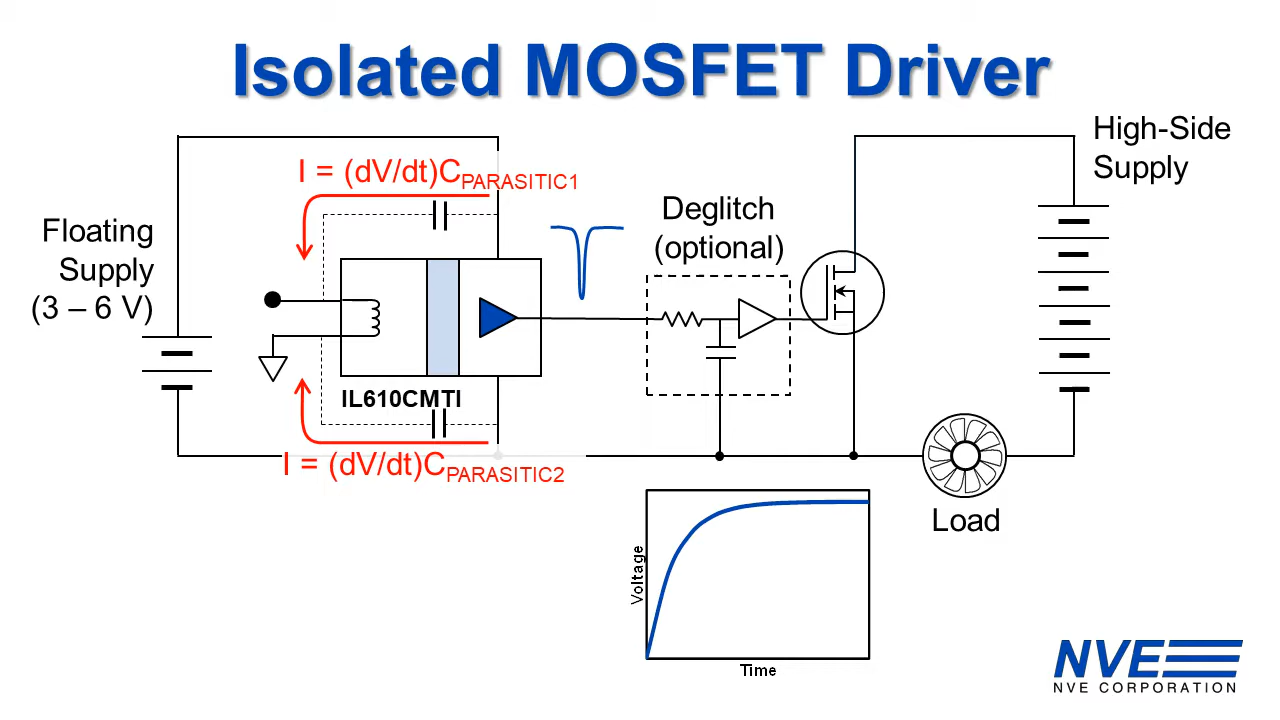 Isolated MOSFET Driver
High-Side
Supply
I = (dV/dt)CPARASITIC1
Deglitch
(optional)
Floating
Supply
(3 – 6 V)
IL610CMTI
I = (dV/dt)CPARASITIC2
Load
Voltage
Time
NVE
NVE CORPORATION